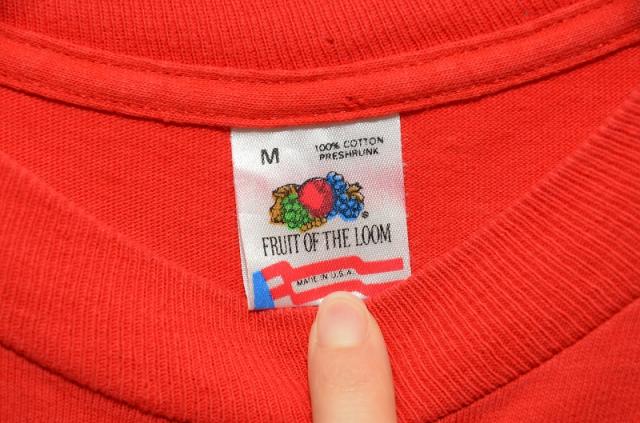 M
100% COTTON
PRESHRUNK
®
FRUIT OF THE LOOM
MADE IN U.S.A.